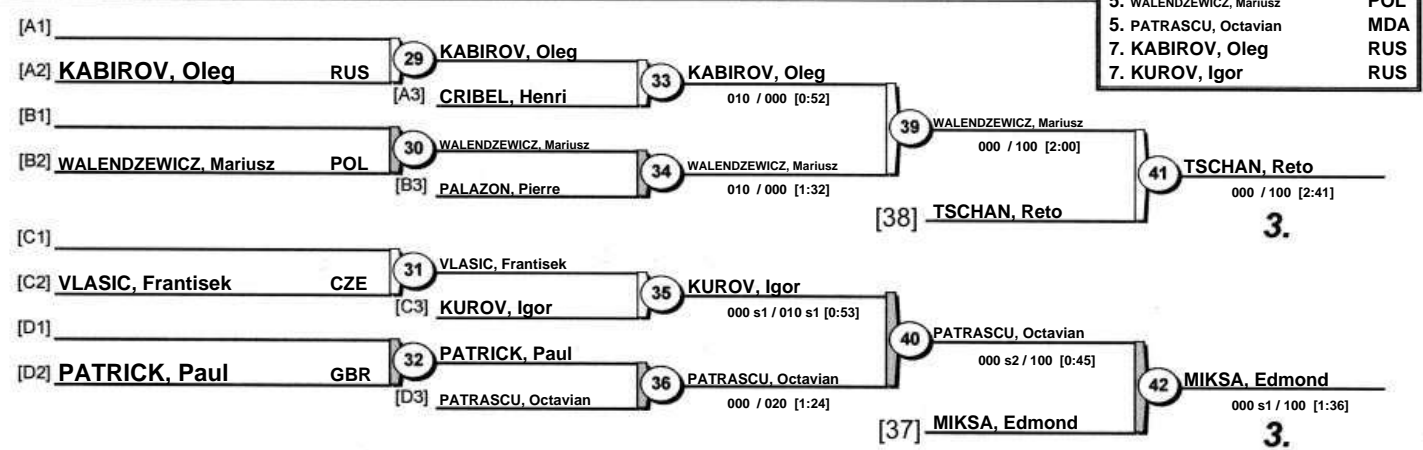 5. WALENDZEWICZ, Mariusz POL
5. PATRASCU, Octavian MDA
7. KABIROV, Oleg RUS
7. KUROV, Igor RUS
[A1]
[A2] KABIROV, Oleg RUS
29
KABIROV, Oleg
[A3] CRIBEL, Henri
33
KABIROV, Oleg
010 / 000 [0:52]
[B1]
[B2] WALENDZEWICZ, Mariusz POL
30
WALENDZEWICZ, Mariusz
[B3] PALAZON, Pierre
34
WALENDZEWICZ, Mariusz
010 / 000 [1:32]
39
WALENDZEWICZ, Mariusz
000 / 100 [2:00]
[38] TSCHAN, Reto
41
TSCHAN, Reto
000 / 100 [2:41]
3.
[C1]
[C2] VLASIC, Frantisek CZE
31
VLASIC, Frantisek
[C3] KUROV, Igor
35
KUROV, Igor
000 s1 / 010 s1 [0:53]
[D1]
[D2] PATRICK, Paul GBR
32
PATRICK, Paul
[D3] PATRASCU, Octavian
36
PATRASCU, Octavian
000 / 020 [1:24]
40
PATRASCU, Octavian
000 s2 / 100 [0:45]
[37] MIKSA, Edmond
42
MIKSA, Edmond
000 s1 / 100 [1:36]
3.